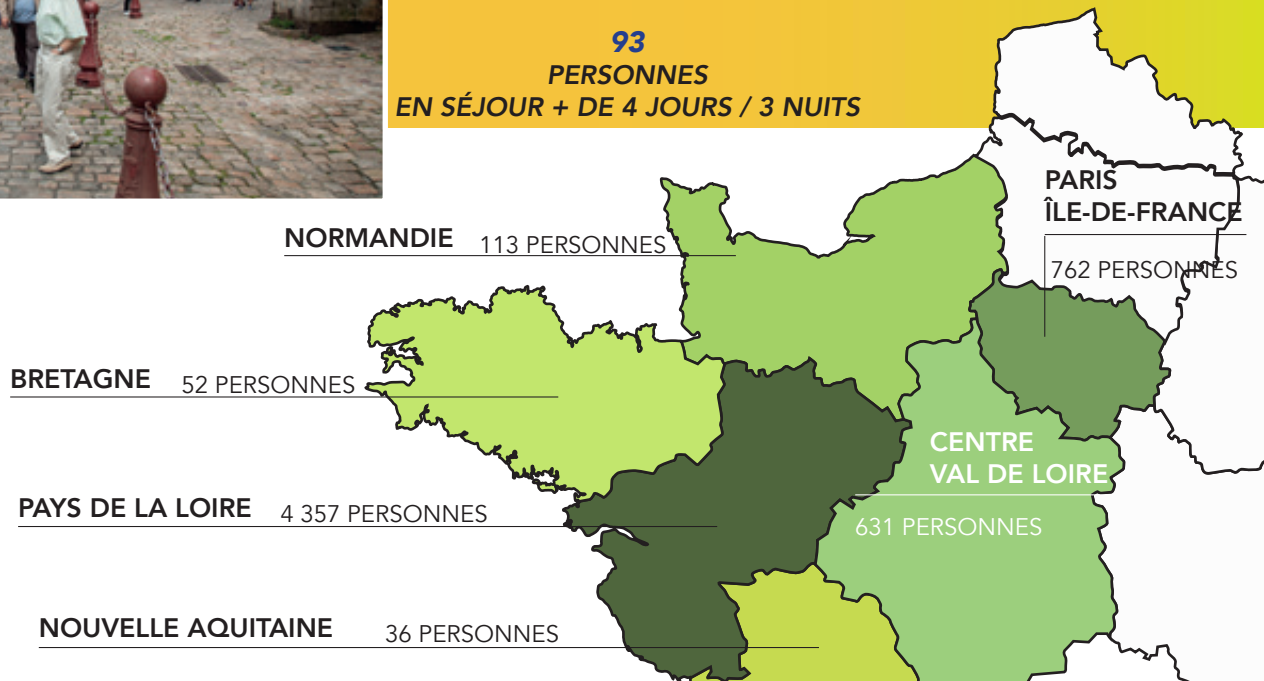 93
PERSONNES
EN SÉJOUR + DE 4 JOURS / 3 NUITS
PARIS
ÎLE-DE-FRANCE
762 PERSONNES
NORMANDIE 113 PERSONNES
BRETAGNE 52 PERSONNES
CENTRE
VAL DE LOIRE
631 PERSONNES
PAYS DE LA LOIRE 4 357 PERSONNES
NOUVELLE AQUITAINE 36 PERSONNES